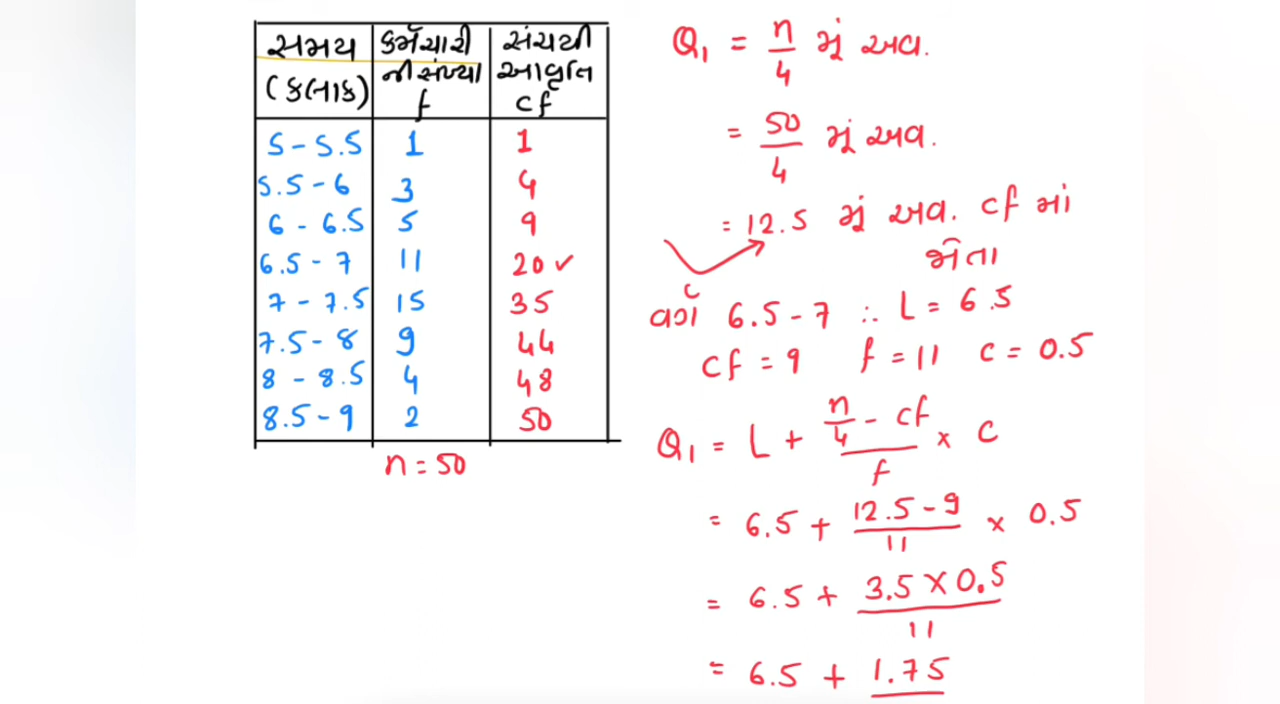 સમય (કલાક) કર્મચારીની સંખ્યા f સંચયી આવૃત્તિ cf
5 - 5.5 1 1
5.5 - 6 3 4
6 - 6.5 5 9
6.5 - 7 11 20 ✓
7 - 7.5 15 35
7.5 - 8 9 44
8 - 8.5 4 48
8.5 - 9 2 50
n = 50
Q₁ = n/4 મું અવ.
= 50/4 મું અવ.
= 12.5 મું અવ. cf માં
જોતા
વર્ગ 6.5 - 7 ∴ L = 6.5
cf = 9 f = 11 c = 0.5
Q₁ = L + (n/4 - cf)/f × c
= 6.5 + (12.5 - 9)/11 × 0.5
= 6.5 + (3.5 × 0.5)/11
= 6.5 + 1.75